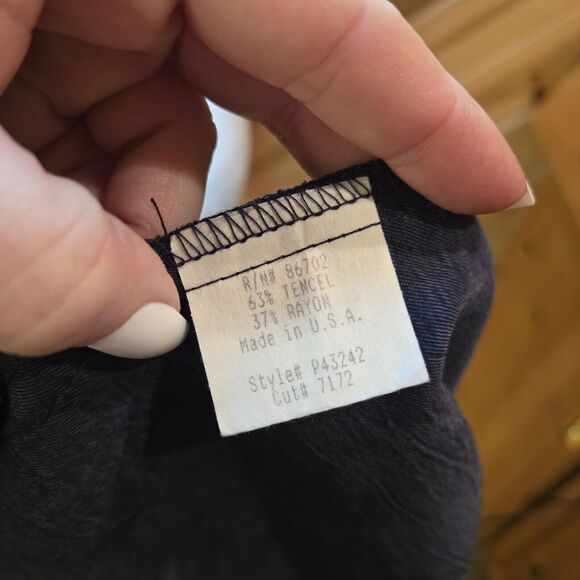 R/N# 86702
63% TENCEL
37% RAYON
Made in U.S.A.
Style# P43242
Cut# 7172